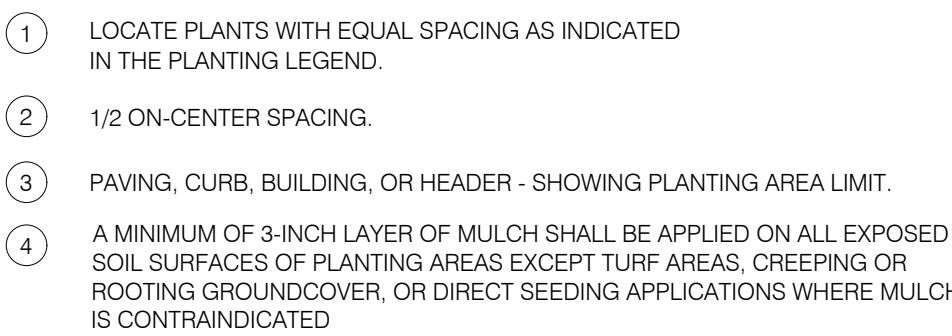 1 LOCATE PLANTS WITH EQUAL SPACING AS INDICATED
IN THE PLANTING LEGEND.
2 1/2 ON-CENTER SPACING.
3 PAVING, CURB, BUILDING, OR HEADER - SHOWING PLANTING AREA LIMIT.
4 A MINIMUM OF 3-INCH LAYER OF MULCH SHALL BE APPLIED ON ALL EXPOSED
SOIL SURFACES OF PLANTING AREAS EXCEPT TURF AREAS, CREEPING OR
ROOTING GROUNDCOVER, OR DIRECT SEEDING APPLICATIONS WHERE MULCH
IS CONTRAINDICATED